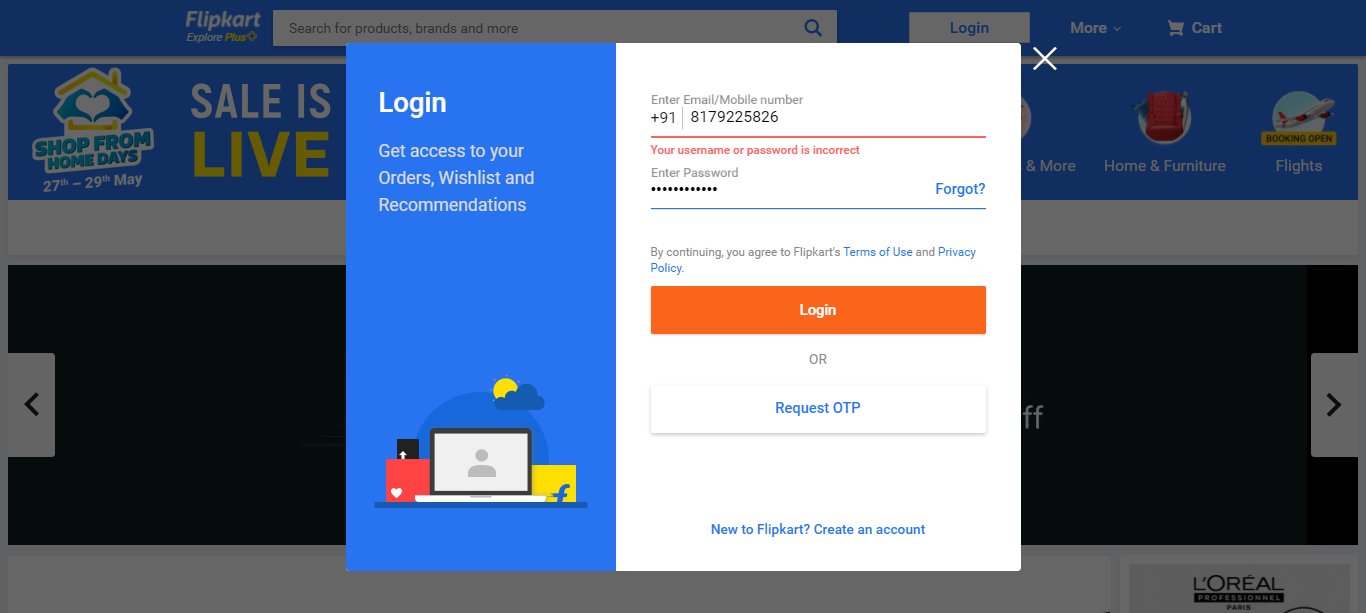 Flipkart
Explore Plus
Search for products, brands and more
Login
More
Cart
SHOP FROM
HOME DAYS
27th – 29th May
SALE IS
LIVE
& More
Home & Furniture
BOOKING OPEN
Flights
Login
Get access to your
Orders, Wishlist and
Recommendations
Enter Email/Mobile number
+91 8179225826
Your username or password is incorrect
Enter Password
••••••••••••
Forgot?
By continuing, you agree to Flipkart's Terms of Use and Privacy
Policy.
Login
OR
Request OTP
New to Flipkart? Create an account
ff
L'ORÉAL
PROFESSIONNEL
PARIS